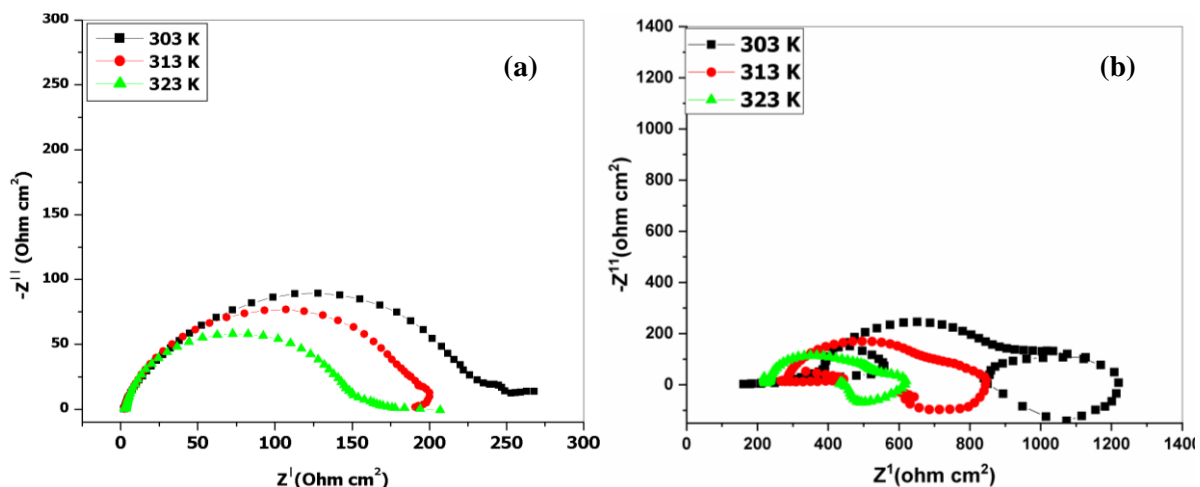 300
250
200
150
100
50
0
-Z^{||} (Ohm cm²)
303 K
313 K
323 K
(a)
0 50 100 150 200 250 300
Z^{|}(Ohm cm²)
1400
1200
1000
800
600
400
200
0
-Z¹¹(ohm cm²)
303 K
313 K
323 K
(b)
0 200 400 600 800 1000 1200 1400
Z¹(ohm cm²)